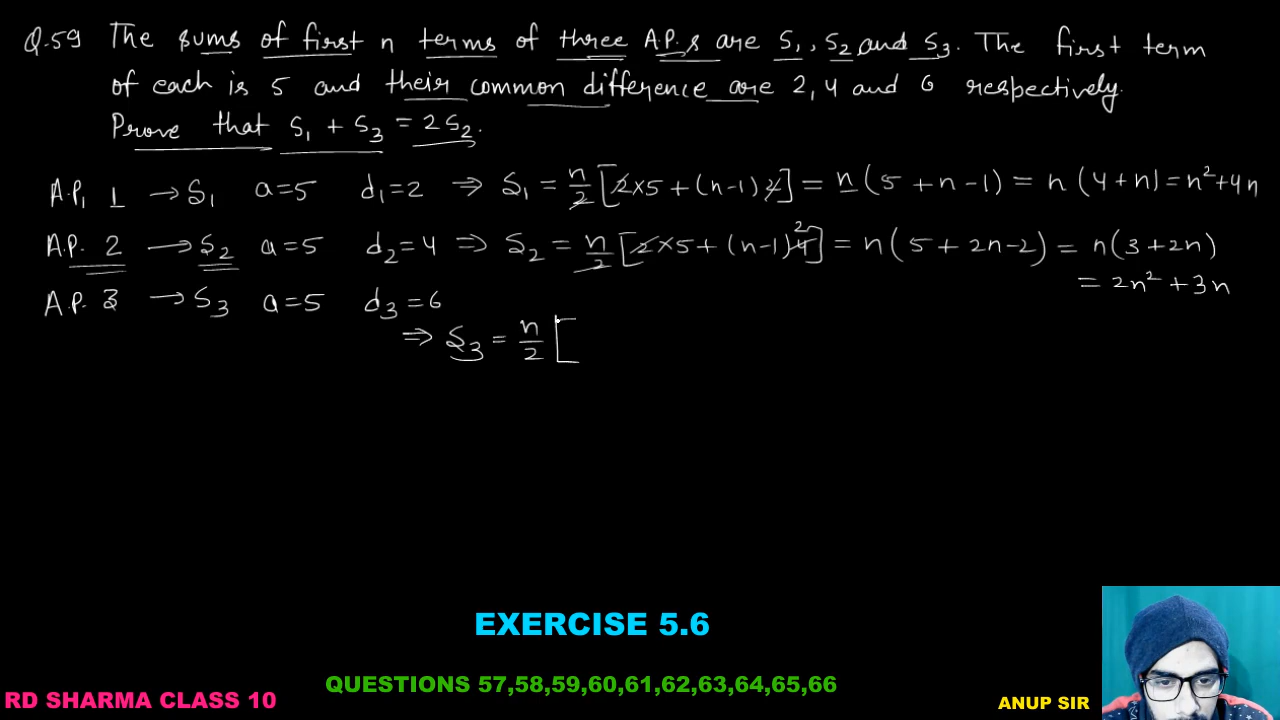 Q.59 The sums of first n terms of three A.P.s are S₁, S₂ and S₃. The first term
of each is 5 and their common difference are 2, 4 and 6 respectively.
Prove that S₁ + S₃ = 2S₂.
A.P. 1 → S₁ a=5 d₁=2 ⇒ S₁ = n/2 [2×5 + (n-1)2] = n(5+n-1) = n(4+n) = n²+4n
A.P. 2 → S₂ a=5 d₂=4 ⇒ S₂ = n/2 [2×5 + (n-1)4²] = n(5+2n-2) = n(3+2n)
= 2n² + 3n
A.P. 3 → S₃ a=5 d₃=6
⇒ S₃ = n/2 [
EXERCISE 5.6
QUESTIONS 57,58,59,60,61,62,63,64,65,66
RD SHARMA CLASS 10
ANUP SIR